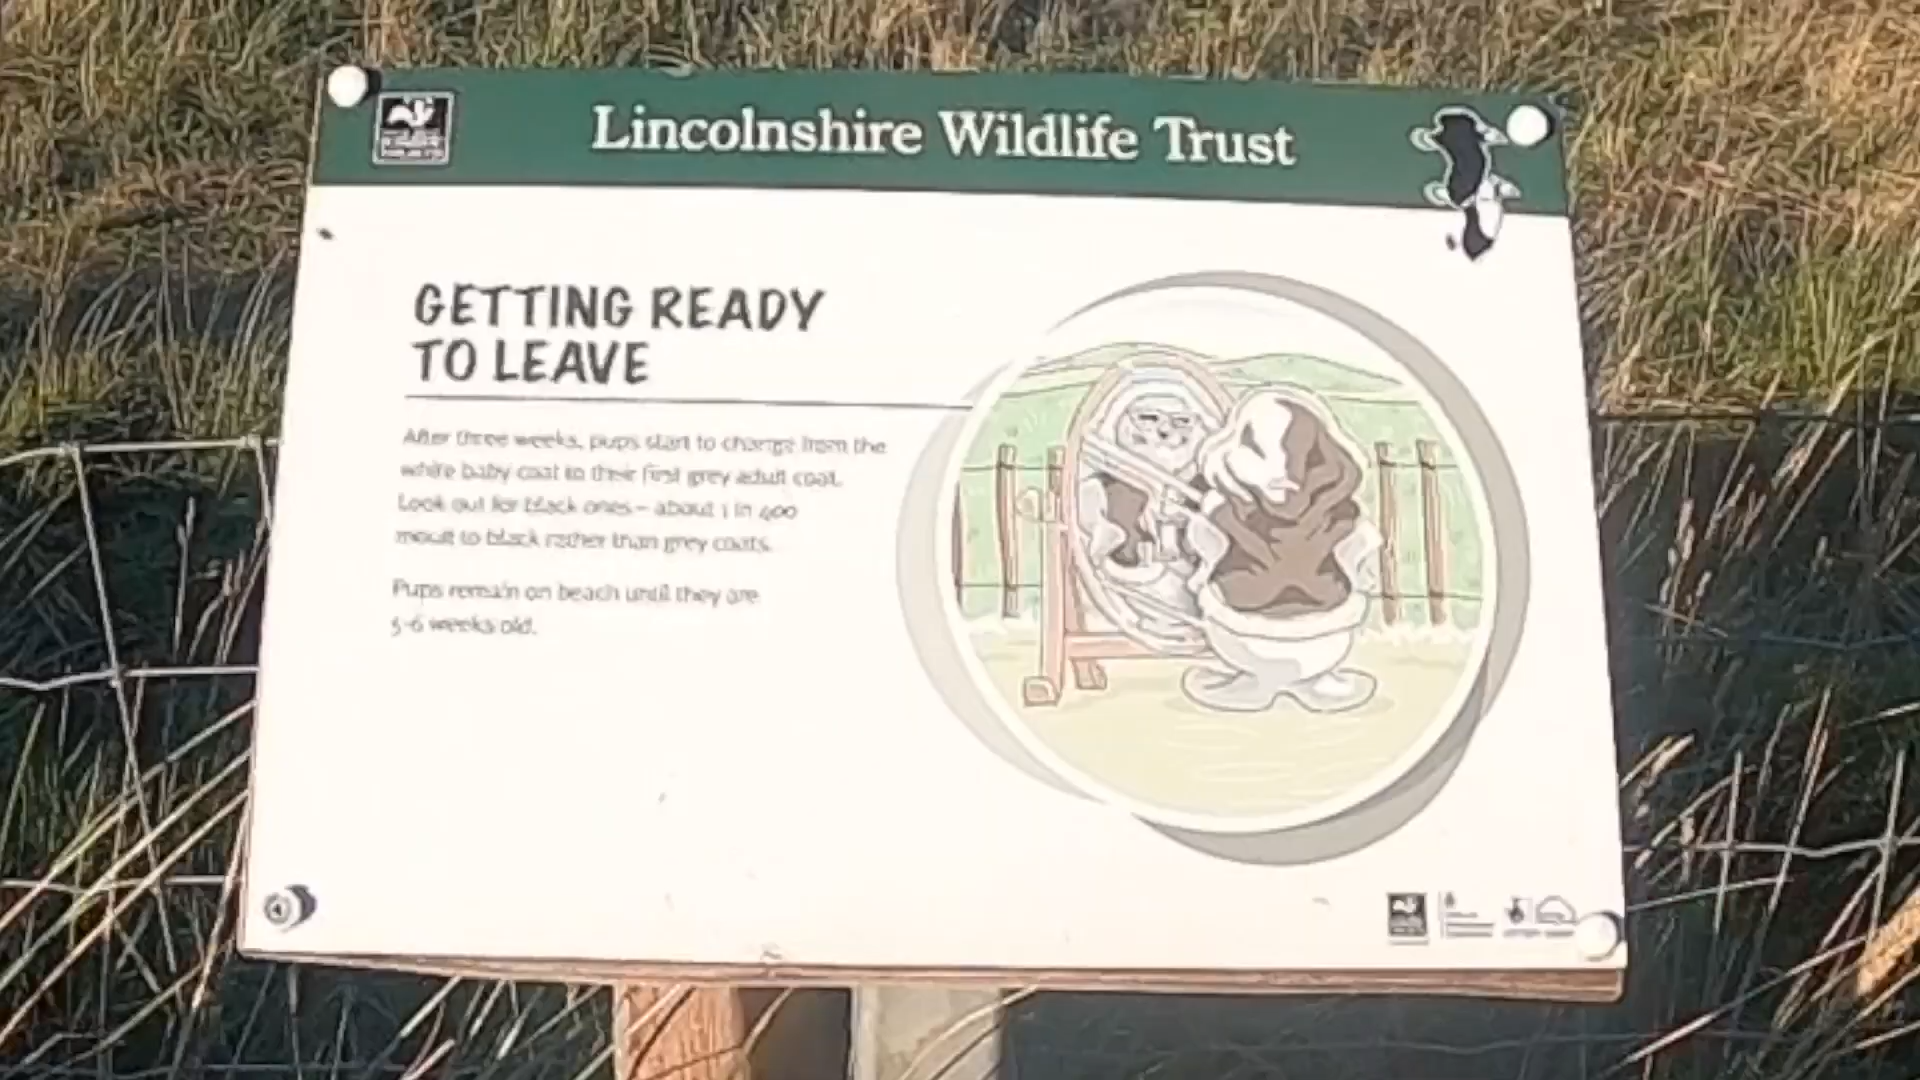 Lincolnshire Wildlife Trust
GETTING READY
TO LEAVE
After three weeks, pups start to change from the
white baby coat to their first grey adult coat.
Look out for black ones – about 1 in 400
moult to black rather than grey coats.
Pups remain on beach until they are
5-6 weeks old.